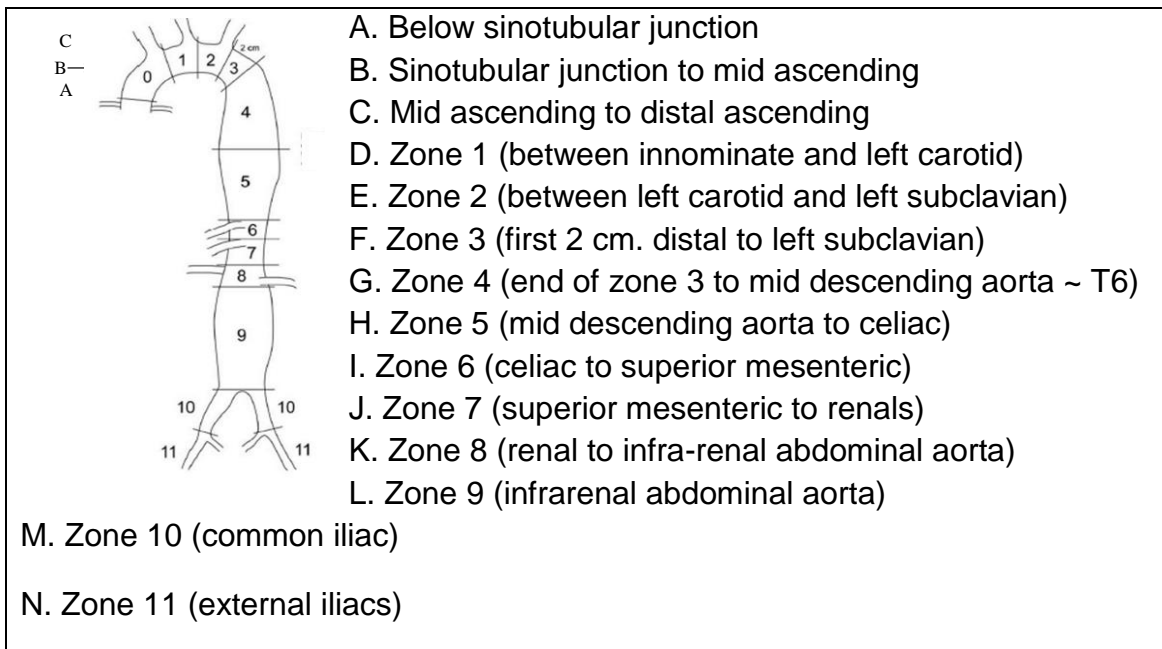 A. Below sinotubular junction
B. Sinotubular junction to mid ascending
C. Mid ascending to distal ascending
D. Zone 1 (between innominate and left carotid)
E. Zone 2 (between left carotid and left subclavian)
F. Zone 3 (first 2 cm. distal to left subclavian)
G. Zone 4 (end of zone 3 to mid descending aorta ~ T6)
H. Zone 5 (mid descending aorta to celiac)
I. Zone 6 (celiac to superior mesenteric)
J. Zone 7 (superior mesenteric to renals)
K. Zone 8 (renal to infra-renal abdominal aorta)
L. Zone 9 (infrarenal abdominal aorta)
M. Zone 10 (common iliac)
N. Zone 11 (external iliacs)
C
B
A
0
1
2
2 cm
3
4
5
6
7
8
9
10
10
11
11